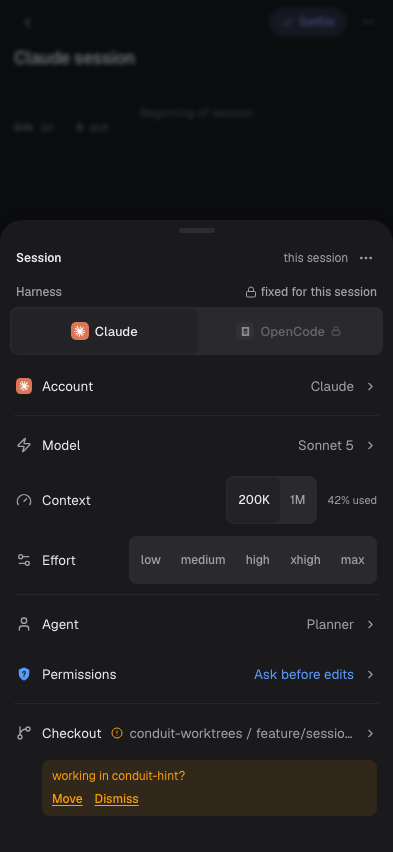 Settle
Claude session
Beginning of session
Session
this session
Harness
fixed for this session
Claude
OpenCode
Account
Claude
Model
Sonnet 5
Context
200K
1M
42% used
Effort
low
medium
high
xhigh
max
Agent
Planner
Permissions
Ask before edits
Checkout
conduit-worktrees / feature/sessio...
working in conduit-hint?
Move
Dismiss